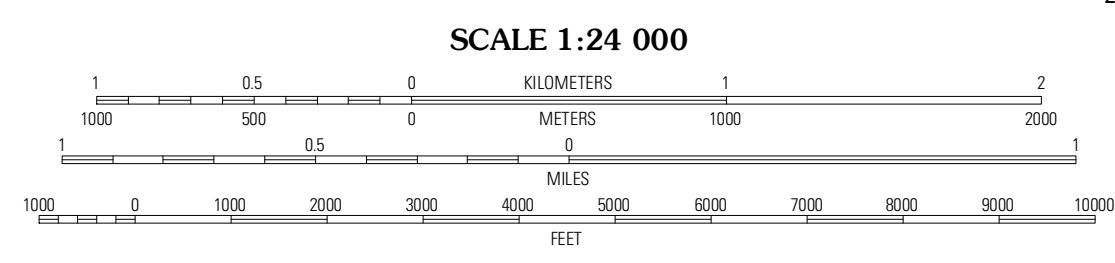 SCALE 1:24 000
1 0.5 0 KILOMETERS 1 2
1000 500 0 METERS 1000 2000
1 0.5 0 1
MILES
1000 0 1000 2000 3000 4000 5000 6000 7000 8000 9000 10000
FEET